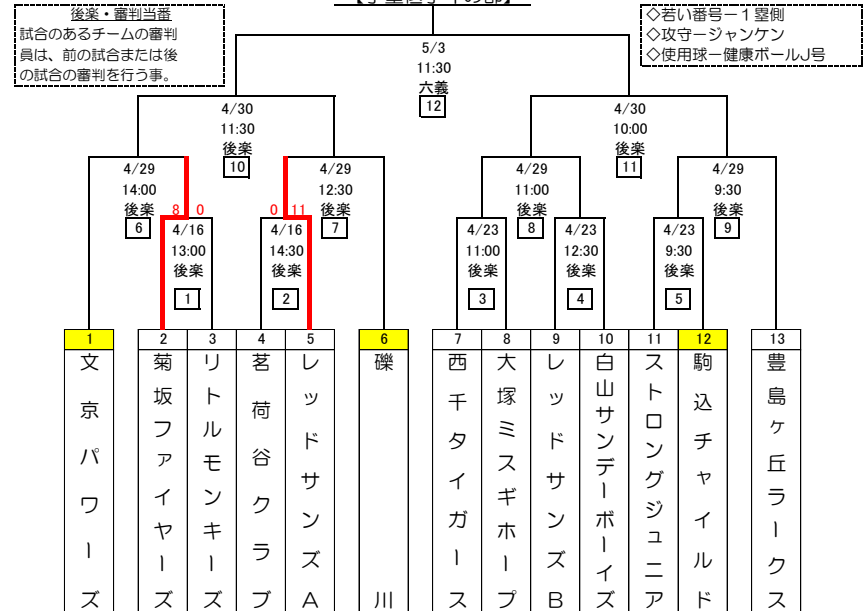 後楽・審判当番
試合のあるチームの審判
員は、前の試合または後
の試合の審判を行う事。
◇若い番号－1塁側
◇攻守－ジャンケン
◇使用球－健康ボールJ号
5/3
11:30
六義
12
4/30
11:30
後楽
10
4/30
10:00
後楽
11
4/29
14:00
後楽
6
4/29
12:30
後楽
7
4/29
11:00
後楽
8
4/29
9:30
後楽
9
8 0
4/16
13:00
後楽
1
0 11
4/16
14:30
後楽
2
4/23
11:00
後楽
3
4/23
12:30
後楽
4
4/23
9:30
後楽
5
1
文京パワーズ
2
菊坂ファイヤーズ
3
リトルモンキーズ
4
茗荷谷クラブ
5
レッドサンズA
6
礫川
7
西千タイガース
8
大塚ミスギホープ
9
レッドサンズB
10
白山サンデーボーイズ
11
ストロングジュニア
12
駒込チャイルド
13
豊島ヶ丘ラークス